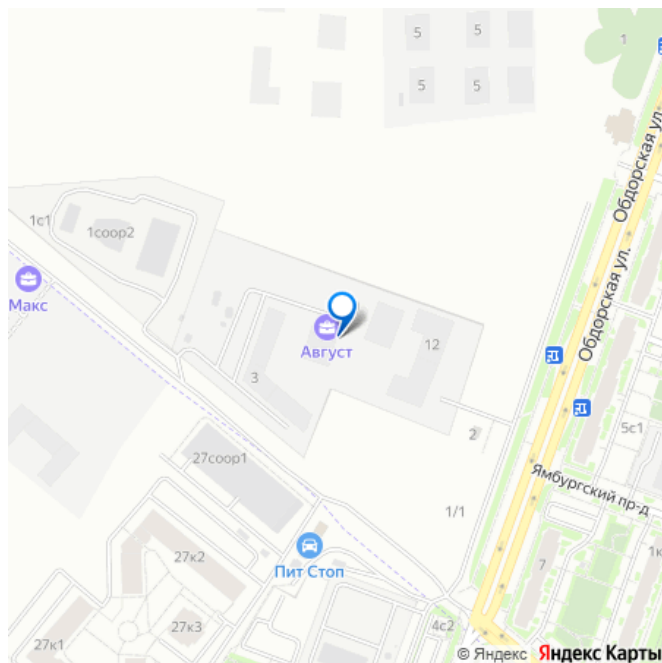 5
5
5
5
1
Обдорская ул.
1с1
1соор2
Макс
Обдорская ул.
Август
12
3
5с1
2
27соор1
Ямбургский пр-д
1/1
27к2
Пит Стоп
7
1к
27к3
4с2
27к1
© Яндекс Яндекс Карты